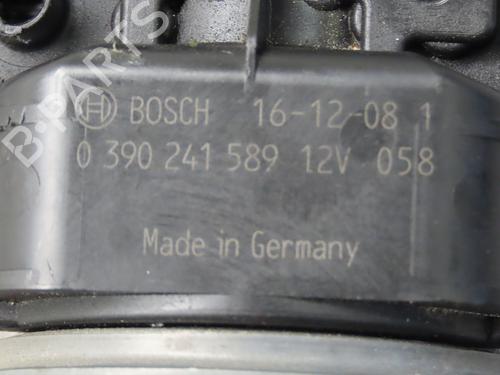 BOSCH 16-12-08 1
0 390 241 589 12V 058
Made in Germany
B-PARTS